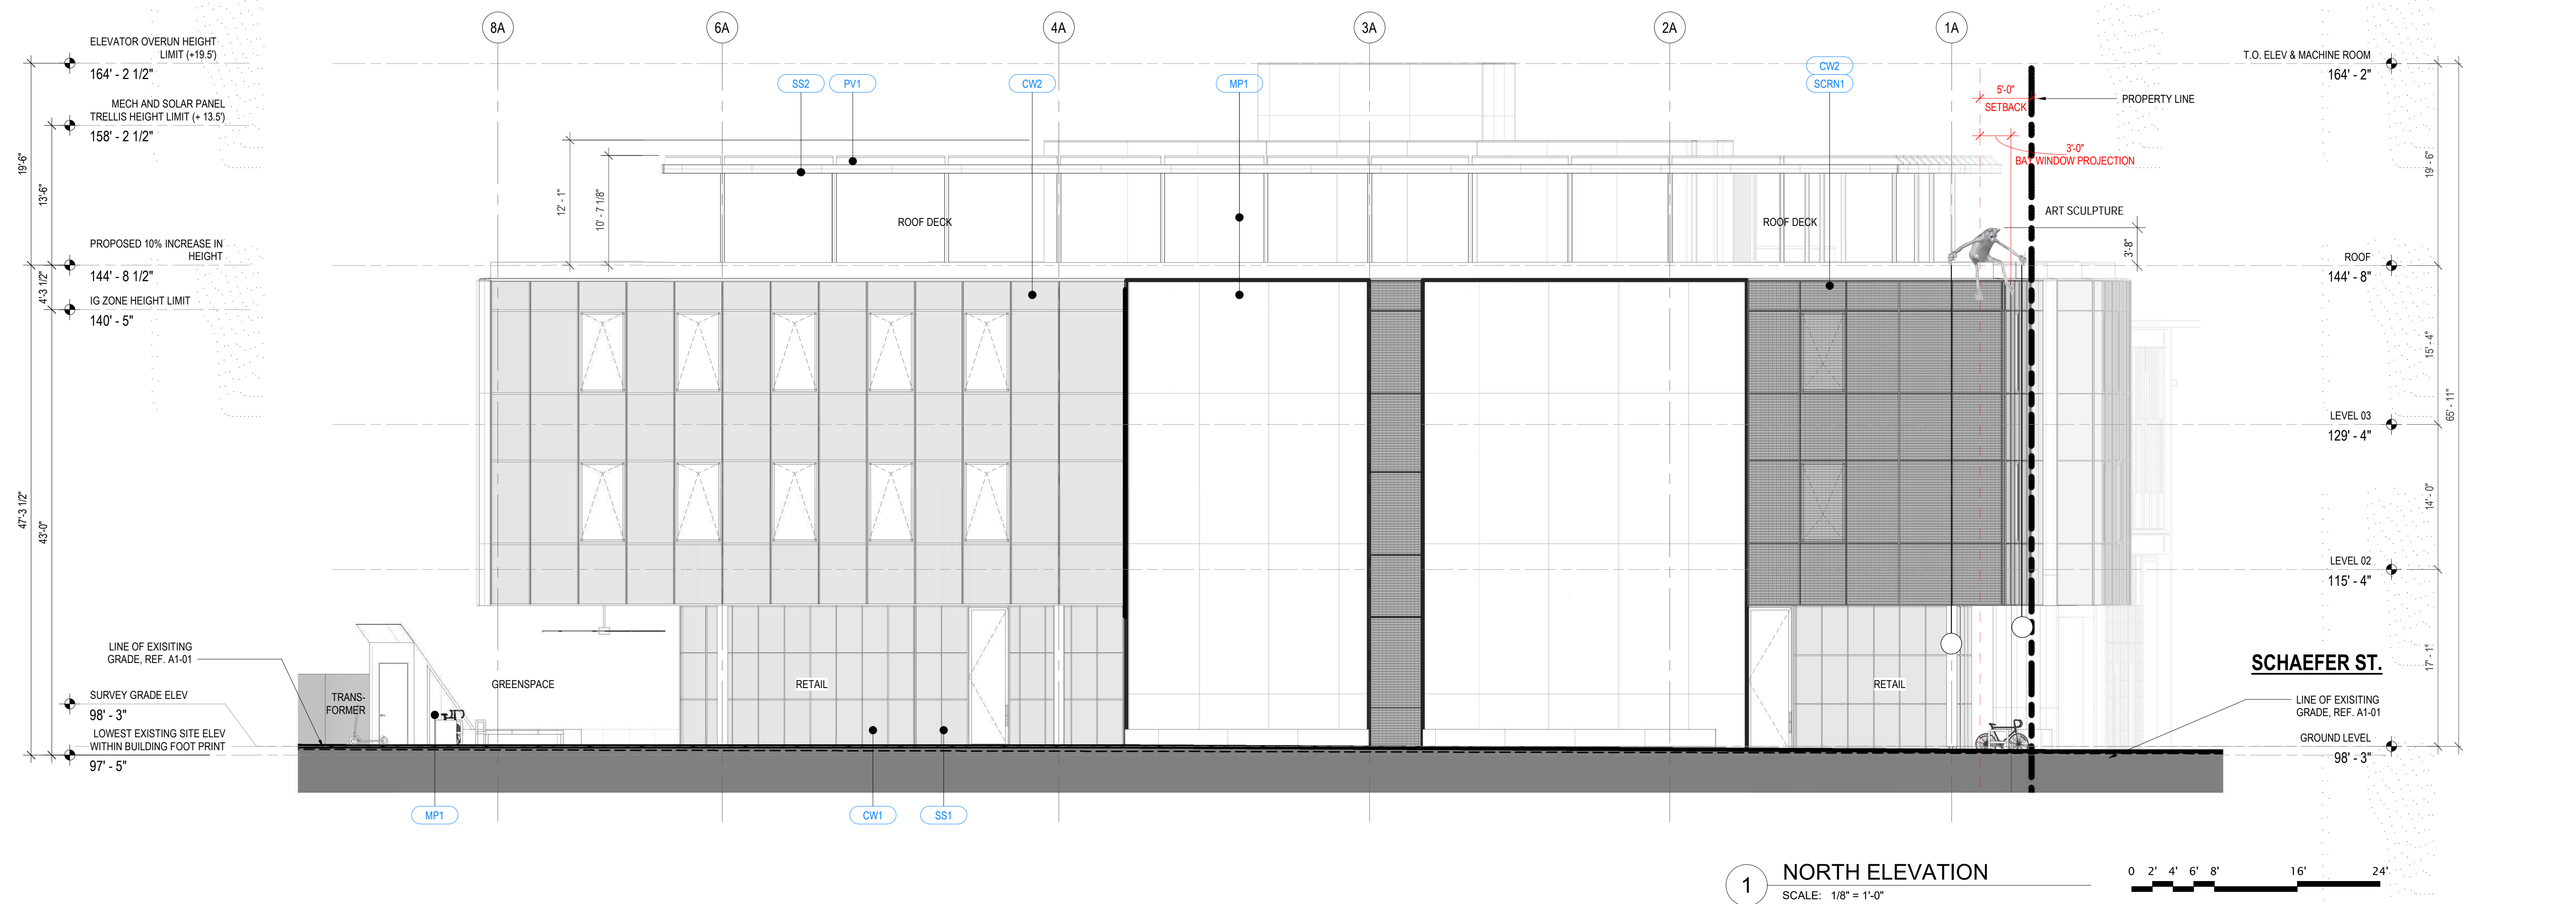 8A
6A
4A
3A
2A
1A
ELEVATOR OVERUN HEIGHT
LIMIT (+19.5')
164' - 2 1/2"
MECH AND SOLAR PANEL
TRELLIS HEIGHT LIMIT (+ 13.5')
158' - 2 1/2"
PROPOSED 10% INCREASE IN
HEIGHT
144' - 8 1/2"
IG ZONE HEIGHT LIMIT
140' - 5"
LINE OF EXISITING
GRADE, REF. A1-01
SURVEY GRADE ELEV
98' - 3"
LOWEST EXISTING SITE ELEV
WITHIN BUILDING FOOT PRINT
97' - 5"
19'-6"
13'-6"
4'-3 1/2"
47'-3 1/2"
43'-0"
12' - 1"
10' - 7 1/8"
SS2
PV1
CW2
MP1
CW2
SCRN1
ROOF DECK
ROOF DECK
5'-0"
SETBACK
PROPERTY LINE
3'-0"
BAY WINDOW PROJECTION
ART SCULPTURE
3'-8"
TRANS-
FORMER
GREENSPACE
RETAIL
RETAIL
MP1
CW1
SS1
T.O. ELEV & MACHINE ROOM
164' - 2"
ROOF
144' - 8"
LEVEL 03
129' - 4"
LEVEL 02
115' - 4"
SCHAEFER ST.
LINE OF EXISITING
GRADE, REF. A1-01
GROUND LEVEL
98' - 3"
19' - 6"
15' - 4"
14' - 0"
17' - 1"
65' - 11"
1
NORTH ELEVATION
SCALE: 1/8" = 1'-0"
0 2' 4' 6' 8' 16' 24'